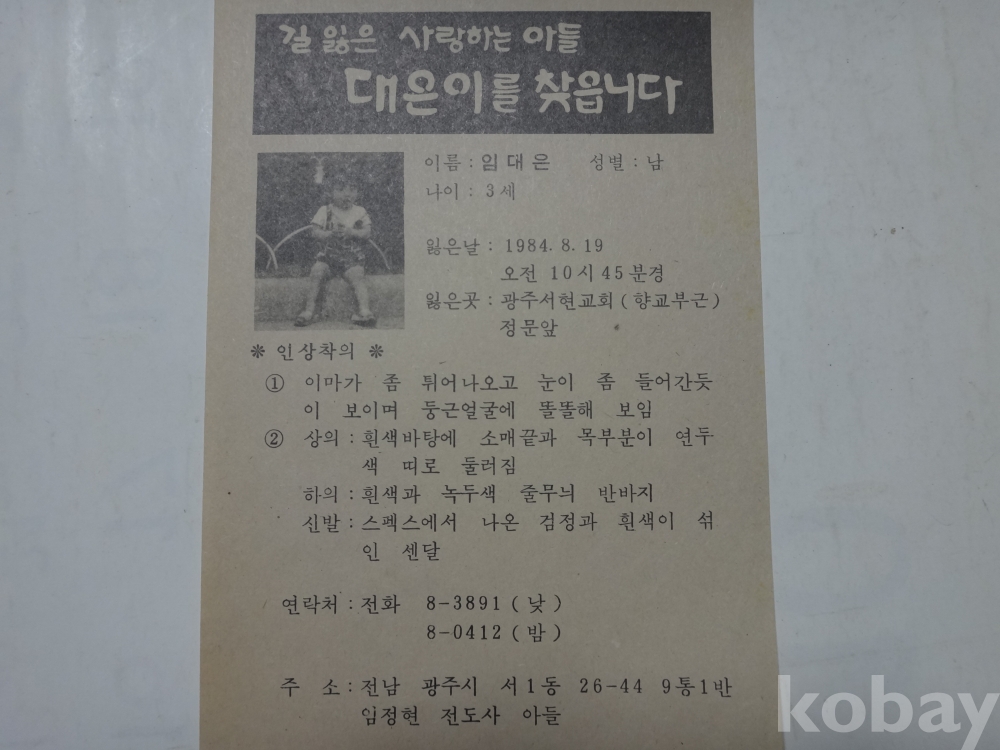 길 잃은 사랑하는 아들
대은이를 찾읍니다
이름 : 임대은 성별 : 남
나이 : 3세
잃은날 : 1984. 8. 19
오전 10시 45분경
잃은곳 : 광주서현교회 (향교부근)
정문앞
※ 인상착의 ※
① 이마가 좀 튀어나오고 눈이 좀 들어간듯
이 보이며 둥근얼굴에 똘똘해 보임
② 상의 : 흰색바탕에 소매끝과 목부분이 연두
색 띠로 둘러짐
하의 : 흰색과 녹두색 줄무늬 반바지
신발 : 스펙스에서 나온 검정과 흰색이 섞
인 센달
연락처 : 전화 8-3891 (낮)
8-0412 (밤)
주 소 : 전남 광주시 서1동 26-44 9통1반
임정현 전도사 아들
kobay